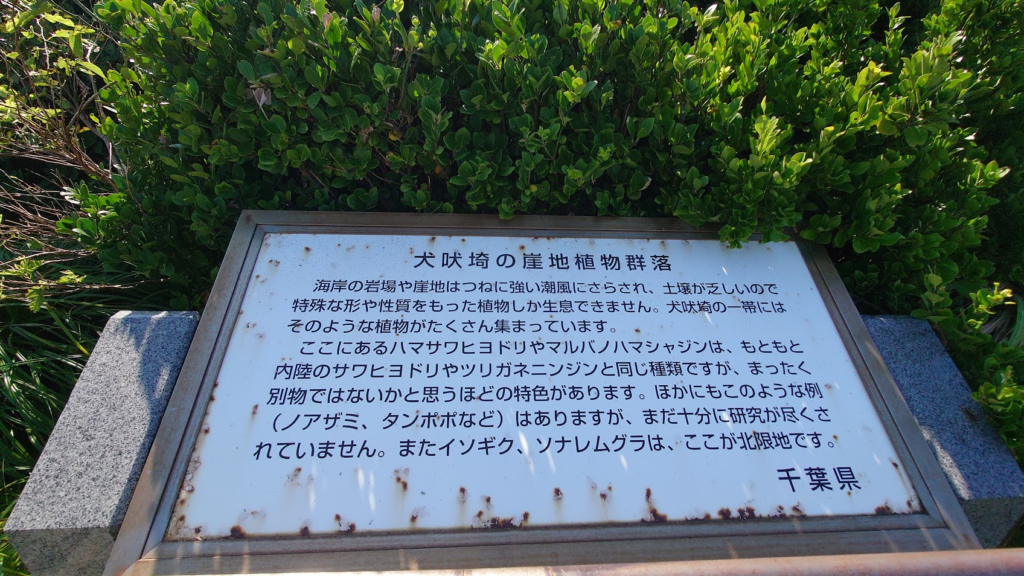 犬吠埼の崖地植物群落
海岸の岩場や崖地はつねに強い潮風にさらされ、土壌が乏しいので
特殊な形や性質をもった植物しか生息できません。犬吠埼の一帯には
そのような植物がたくさん集まっています。
ここにあるハマサワヒヨドリやマルバノハマシャジンは、もともと
内陸のサワヒヨドリやツリガネニンジンと同じ種類ですが、まったく
別物ではないかと思うほどの特色があります。ほかにもこのような例
(ノアザミ、タンポポなど)はありますが、まだ十分に研究が尽くさ
れていません。またイソギク、ソナレムグラは、ここが北限地です。
千葉県